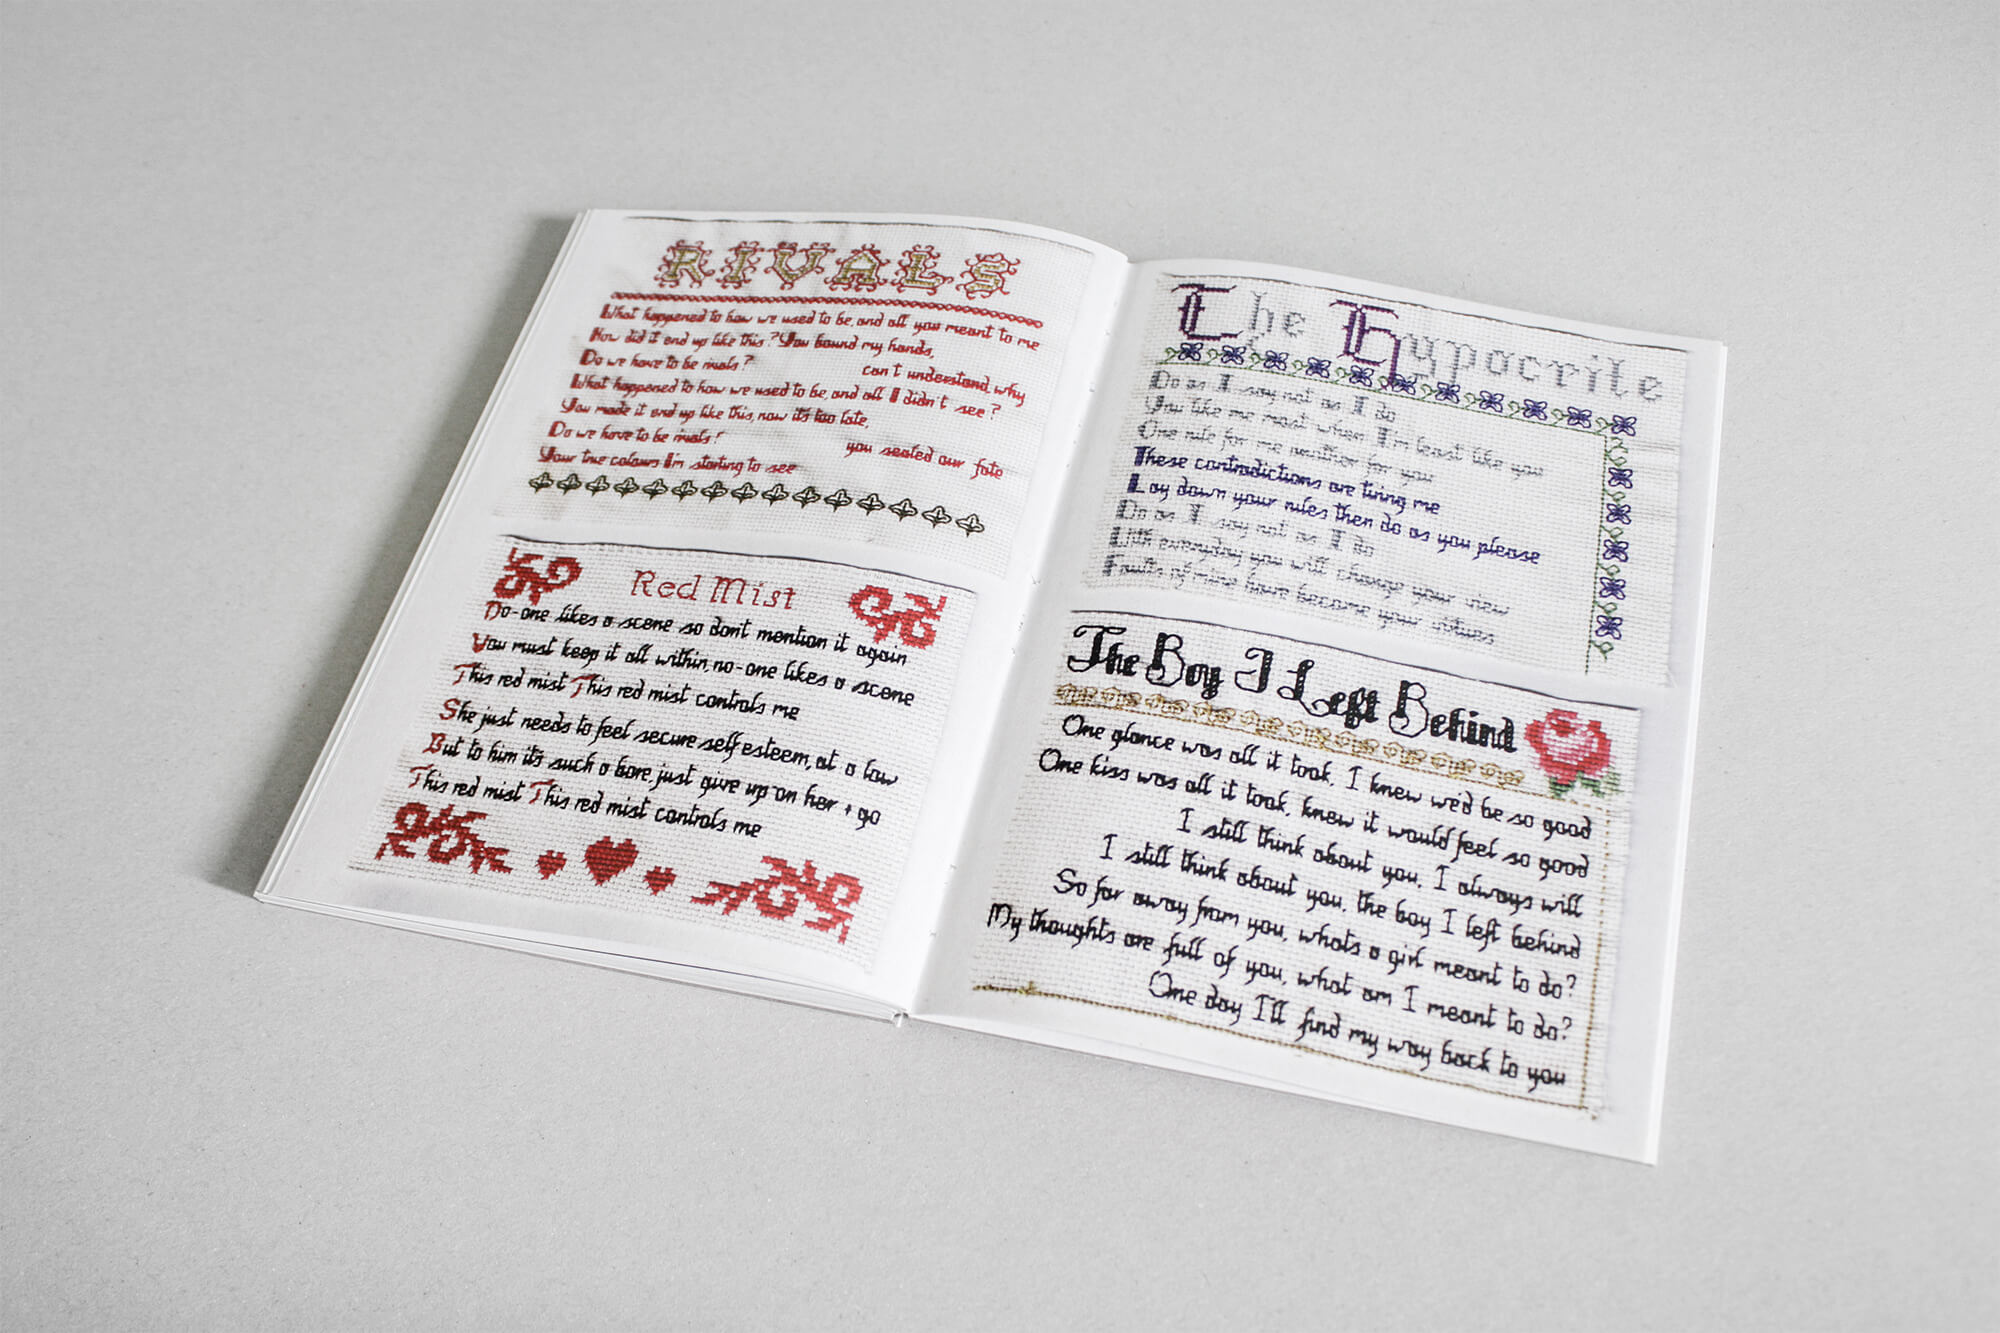 RIVALS
What happened to how we used to be, and all you meant to me
How did it end up like this? You bound my hands,
can't understand why
Do we have to be rivals?
What happened to how we used to be, and all I didn't see?
You made it end up like this, now it's too late,
you sealed our fate
Do we have to be rivals?
Your true colours I'm starting to see
Red Mist
No-one likes a scene so don't mention it again
You must keep it all within, no-one likes a scene
This red mist This red mist controls me
She just needs to feel secure self esteem, at a low
But to him it's such a bore, just give up on her + go
This red mist This red mist controls me
The Hypocrite
Do as I say not as I do
You like me most when I'm least like you
One rule for me another for you
These contradictions are tiring me
Lay down your rules then do as you please
Do as I say not as I do
With everyday you will change your view
Faults of mine have become your virtues
The Boy I Left Behind
One glance was all it took, I knew we'd be so good
One kiss was all it took, knew it would feel so good
I still think about you, I always will
I still think about you, the boy I left behind
So far away from you, whats a girl meant to do?
My thoughts are full of you, what am I meant to do?
One day I'll find my way back to you